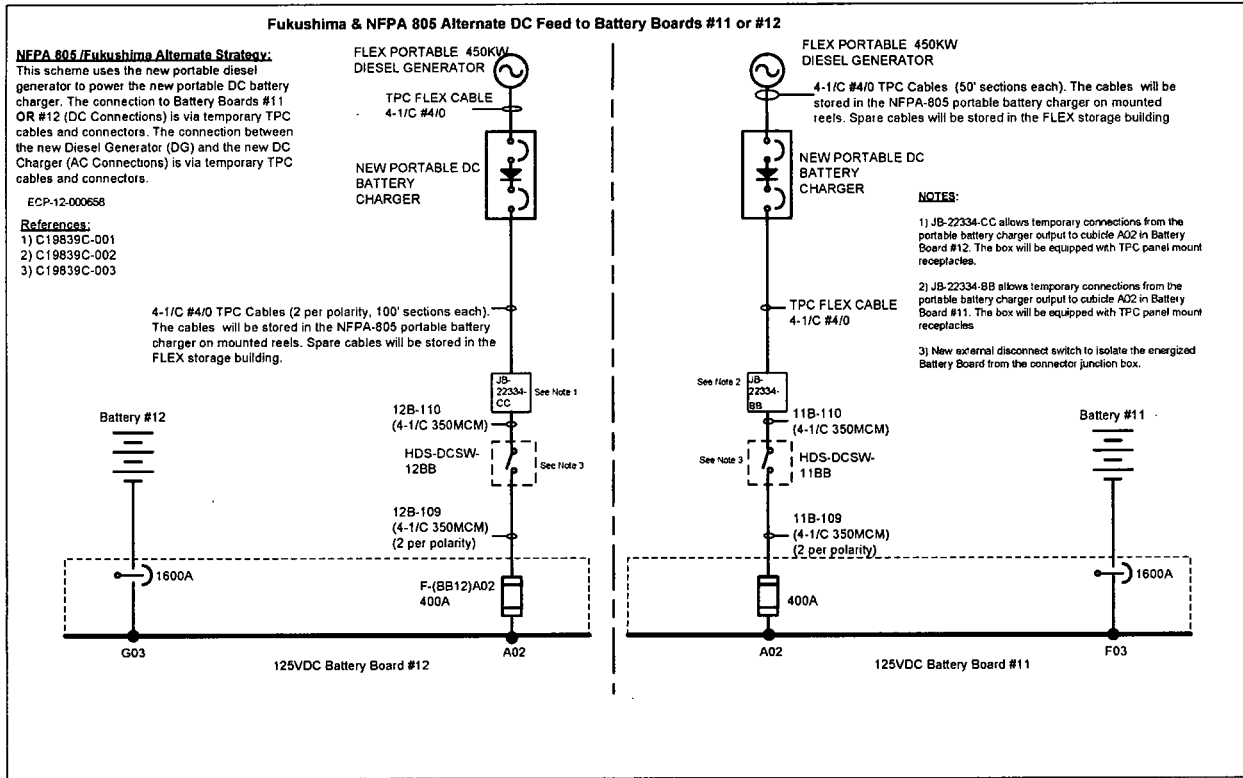 Fukushima & NFPA 805 Alternate DC Feed to Battery Boards #11 or #12
NFPA 805 /Fukushima Alternate Strategy:
This scheme uses the new portable diesel
generator to power the new portable DC battery
charger. The connection to Battery Boards #11
OR #12 (DC Connections) is via temporary TPC
cables and connectors. The connection between
the new Diesel Generator (DG) and the new DC
Charger (AC Connections) is via temporary TPC
cables and connectors.
ECP-12-000658
References:
1) C19839C-001
2) C19839C-002
3) C19839C-003
FLEX PORTABLE 450KW
DIESEL GENERATOR
TPC FLEX CABLE
4-1/C #4/0
NEW PORTABLE DC
BATTERY
CHARGER
4-1/C #4/0 TPC Cables (2 per polarity, 100' sections each).
The cables will be stored in the NFPA-805 portable battery
charger on mounted reels. Spare cables will be stored in the
FLEX storage building.
JB-
22334-
CC
See Note 1
Battery #12
12B-110
(4-1/C 350MCM)
HDS-DCSW-
12BB
See Note 3
12B-109
(4-1/C 350MCM)
(2 per polarity)
1600A
F-(BB12)A02
400A
G03
A02
125VDC Battery Board #12
FLEX PORTABLE 450KW
DIESEL GENERATOR
4-1/C #4/0 TPC Cables (50' sections each). The cables will be
stored in the NFPA-805 portable battery charger on mounted
reels. Spare cables will be stored in the FLEX storage building
NEW PORTABLE DC
BATTERY
CHARGER
NOTES:
1) JB-22334-CC allows temporary connections from the
portable battery charger output to cubicle A02 in Battery
Board #12. The box will be equipped with TPC panel mount
receptacles.
2) JB-22334-BB allows temporary connections from the
portable battery charger output to cubicle A02 in Battery
Board #11. The box will be equipped with TPC panel mount
receptacles
3) New external disconnect switch to isolate the energized
Battery Board from the connector junction box.
TPC FLEX CABLE
4-1/C #4/0
See Note 2
JB-
22334-
BB
11B-110
(4-1/C 350MCM)
Battery #11
See Note 3
HDS-DCSW-
11BB
11B-109
(4-1/C 350MCM)
(2 per polarity)
400A
1600A
A02
F03
125VDC Battery Board #11